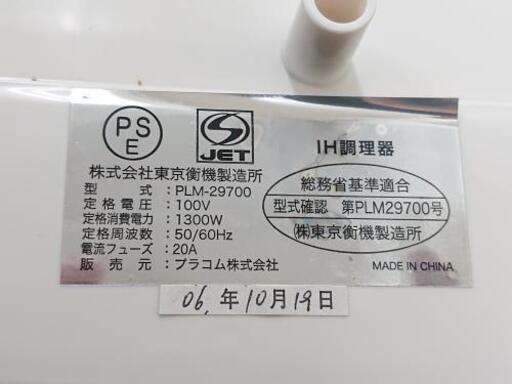 PS
E
JET
IH調理器
株式会社東京衡機製造所
型 式 : PLM-29700
定格電圧 : 100V
定格消費電力 : 1300W
定格周波数 : 50/60Hz
電流フューズ : 20A
販売元 : プラコム株式会社
総務省基準適合
型式確認 第PLM29700号
㈱東京衡機製造所
MADE IN CHINA
06.年10月19日